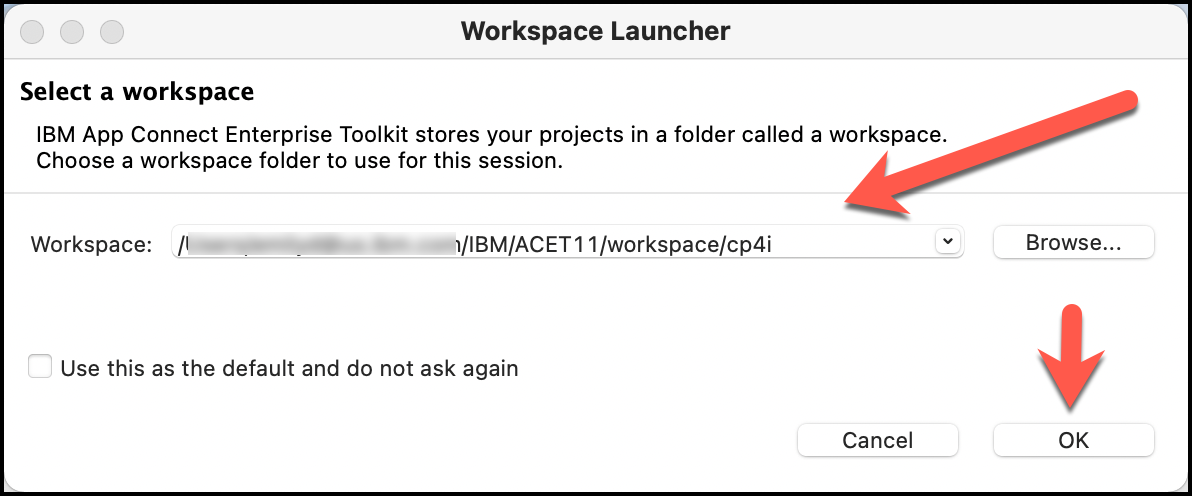 Workspace Launcher
Select a workspace
IBM App Connect Enterprise Toolkit stores your projects in a folder called a workspace.
Choose a workspace folder to use for this session.
Workspace: /IBM/ACET11/workspace/cp4i Browse...
Use this as the default and do not ask again
Cancel OK